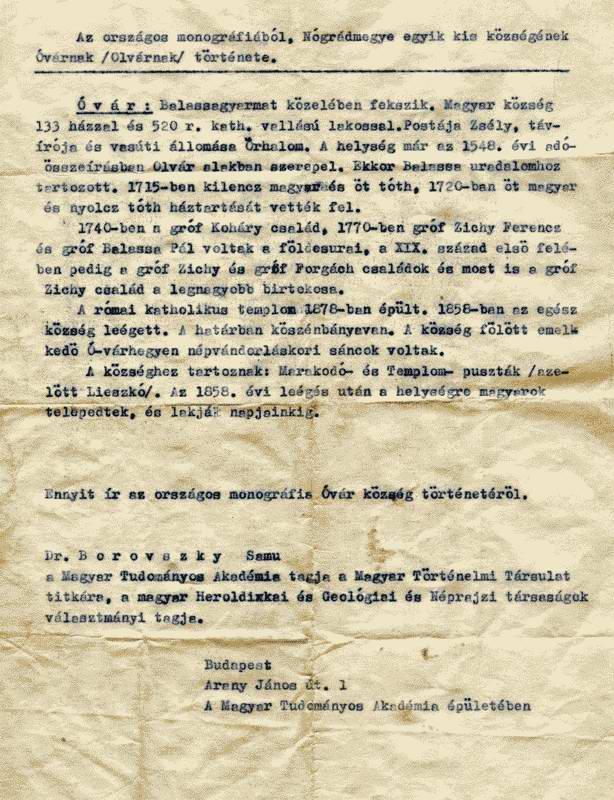 Az országos monográfiából, Nógrádmegye egyik kis községének
Óvárnak /Olvárnak/ története.
Óvár: Balassagyarmat közelében fekszik. Magyar község
133 házzal és 520 r. kath. vallású lakossal.Postája Zsély, táv-
írója és vasúti állomása Őrhalom. A helység már az 1548. évi adó-
összeírásban Olvár alakban szerepel. Ekkor Balassa uradalomhoz
tartozott. 1715-ben kilencz magyar és öt tóth, 1720-ban öt magyar
és nyolcz tóth háztartását vették fel.
1740-ben a gróf Koháry család, 1770-ben gróf Zichy Ferencz
és gróf Balassa Pál voltak a földesurai, a XIX. század első felé-
ben pedig a gróf Zichy és gróf Forgách családok és most is a gróf
Zichy család a legnagyobb birtokosa.
A római katholikus templom 1878-ban épült. 1858-ban az egész
község leégett. A határban kőszénbányavan. A község fölött emelk
kedő Ó-várhegyen népvándorláskori sáncok voltak.
A községhez tartoznak: Marakodó- és Templom- puszták /aze-
lőtt Lieszkó/. Az 1858. évi leégés után a helységre magyarok
telepedtek, és lakják napjainkig.
Ennyit ír az országos monográfia Óvár község történetéről.
Dr. Borovszky Samu
a Magyar Tudományos Akadémia tagja a Magyar Történelmi Társulat
titkára, a magyar Heroldixkai és Geológiai és Néprajzi társaságok
választmányi tagja.
Budapest
Arany János út. 1
A Magyar Tudományos Akadémia épületében